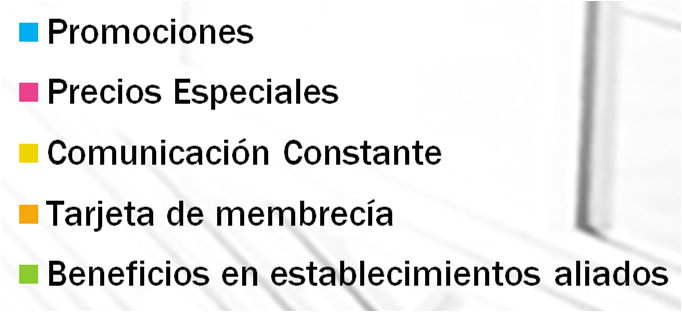 Promociones
Precios Especiales
Comunicación Constante
Tarjeta de membrecía
Beneficios en establecimientos aliados